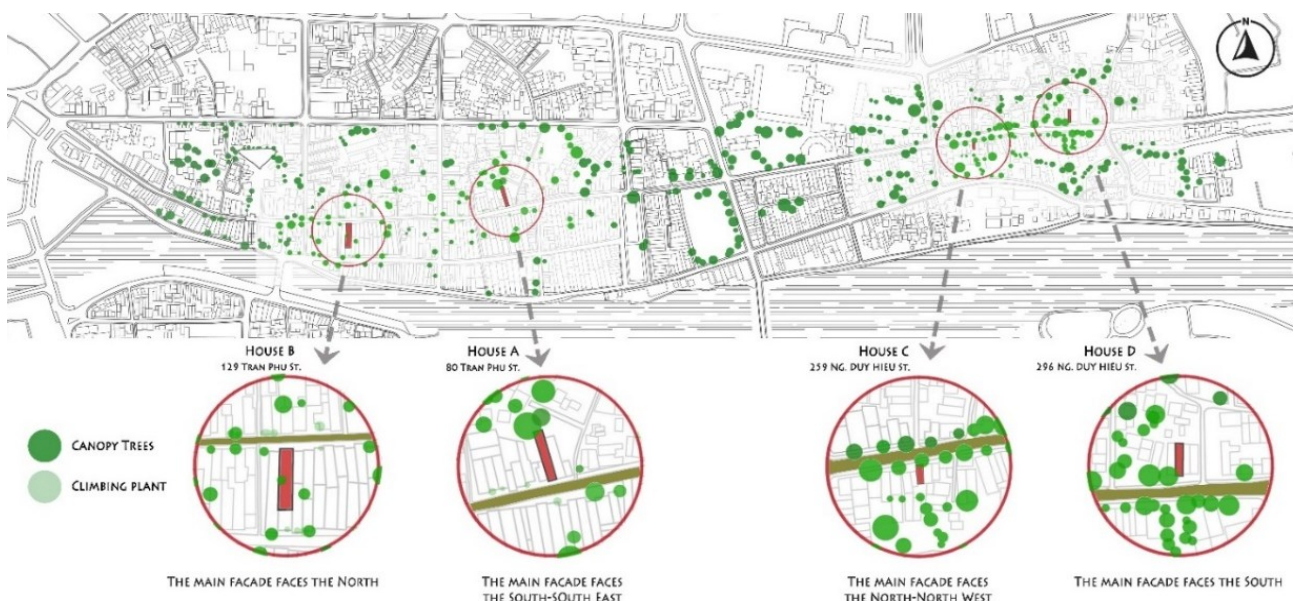 N
HOUSE B
129 TRAN PHU ST.
HOUSE A
80 TRAN PHU ST.
HOUSE C
259 NG. DUY HIEU ST.
HOUSE D
296 NG. DUY HIEU ST.
CANOPY TREES
CLIMBING PLANT
THE MAIN FACADE FACES THE NORTH
THE MAIN FACADE FACES
THE SOUTH-SOUTH EAST
THE MAIN FACADE FACES
THE NORTH-NORTH WEST
THE MAIN FACADE FACES THE SOUTH